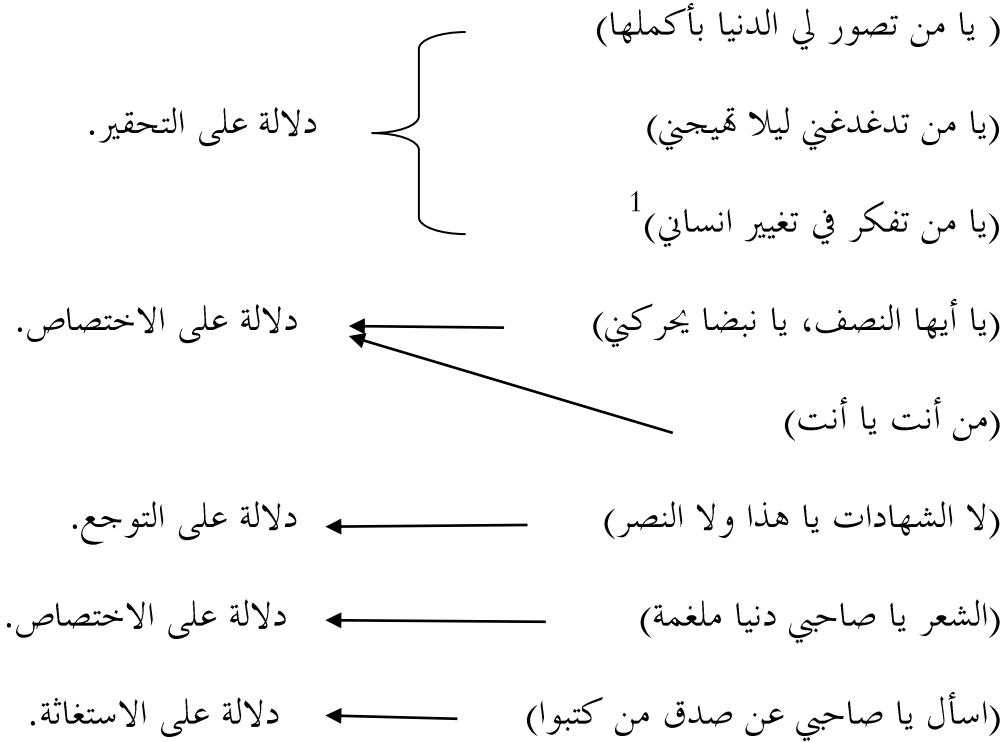 ( يا من تصور لي الدنيا بأكملها)
(يا من تدغدغني ليلا تهيجني) دلالة على التحقير.
(يا من تفكر في تغيير انساني)1
(يا أيها النصف، يا نبضا يحركني) دلالة على الاختصاص.
(من أنت يا أنت)
(لا الشهادات يا هذا ولا النصر) دلالة على التوجع.
(الشعر يا صاحبي دنيا ملغمة) دلالة على الاختصاص.
(اسأل يا صاحبي عن صدق من كتبوا) دلالة على الاستغاثة.